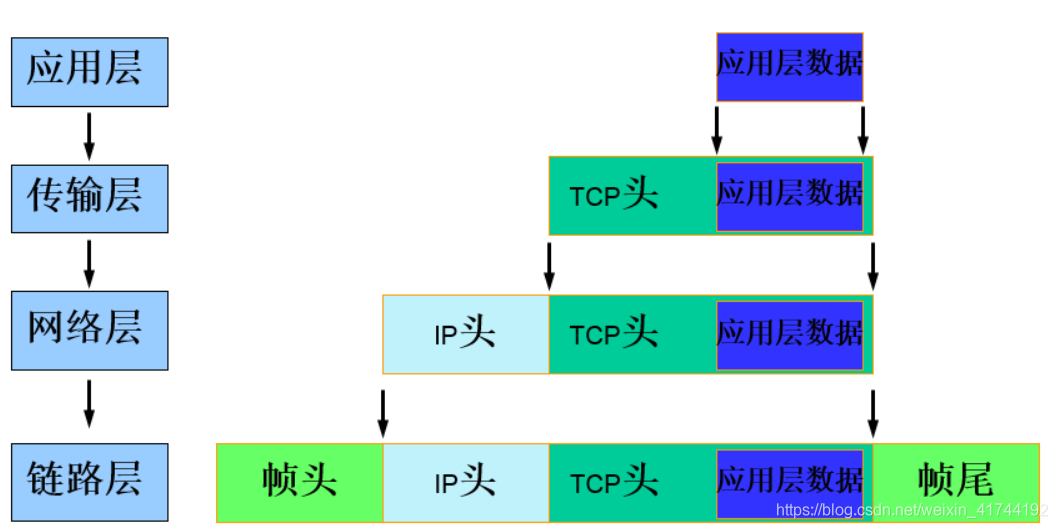 应用层
应用层数据
传输层
TCP头
应用层数据
网络层
IP头
TCP头
应用层数据
链路层
帧头
IP头
TCP头
应用层数据
帧尾
https://blog.csdn.net/weixin_41744192